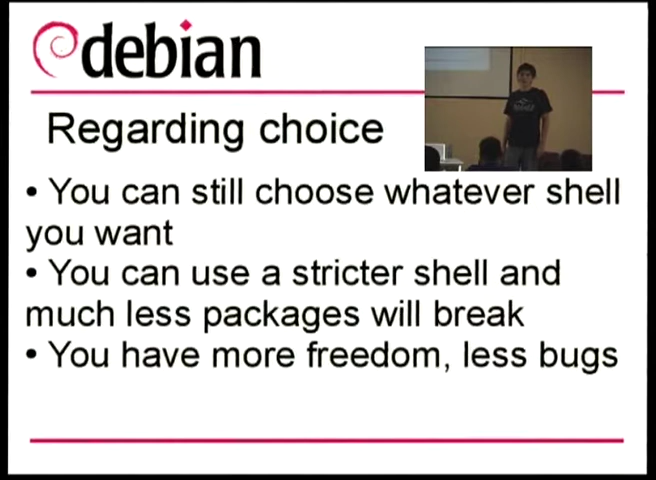 debian
Regarding choice
• You can still choose whatever shell
you want
• You can use a stricter shell and
much less packages will break
• You have more freedom, less bugs